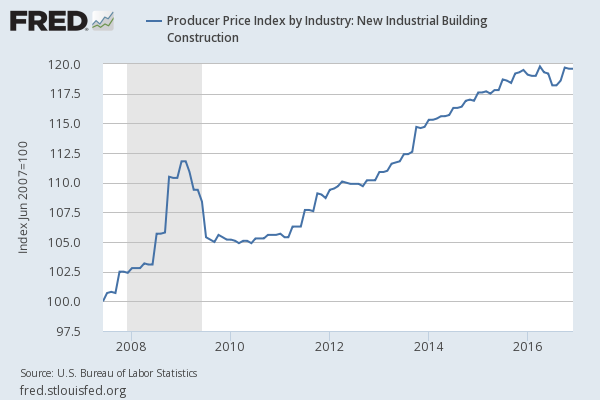 FRED
Producer Price Index by Industry: New Industrial Building
Construction
120.0
117.5
115.0
112.5
110.0
107.5
105.0
102.5
100.0
97.5
Index Jun 2007=100
2008 2010 2012 2014 2016
Source: U.S. Bureau of Labor Statistics
fred.stlouisfed.org